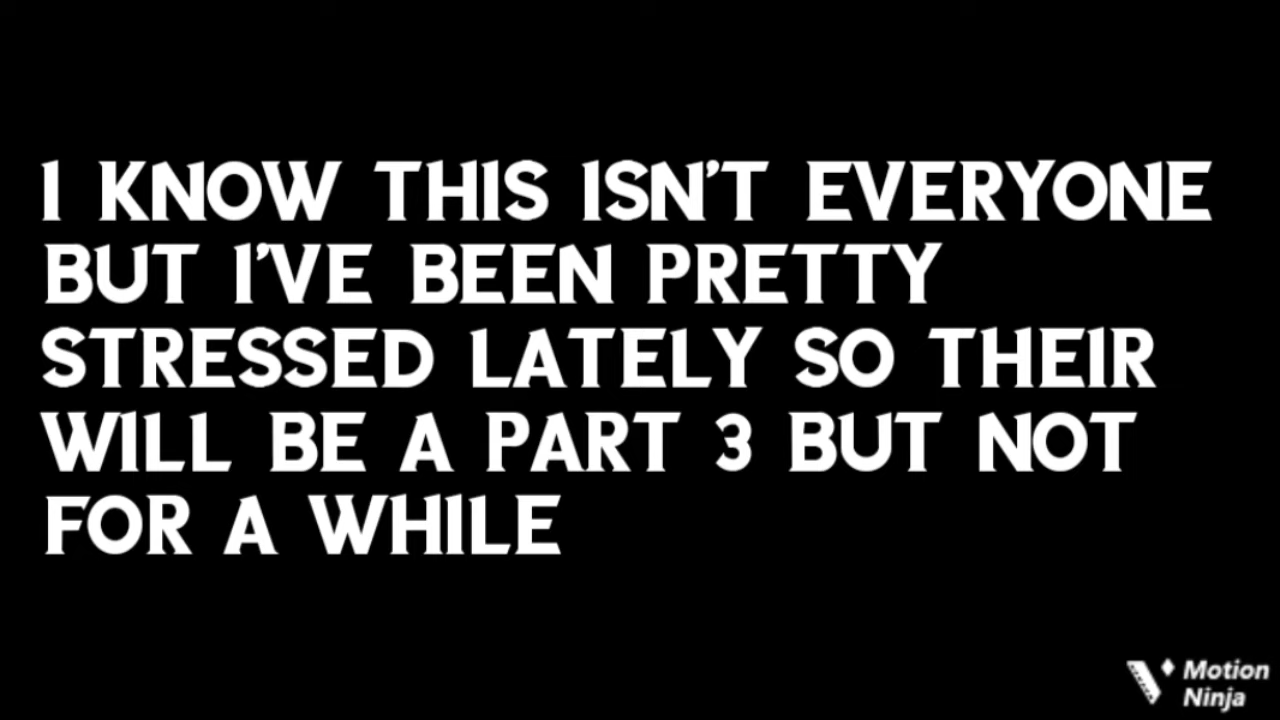 I KNOW THIS ISN'T EVERYONE
BUT I'VE BEEN PRETTY
STRESSED LATELY SO THEIR
WILL BE A PART 3 BUT NOT
FOR A WHILE
Motion
Ninja